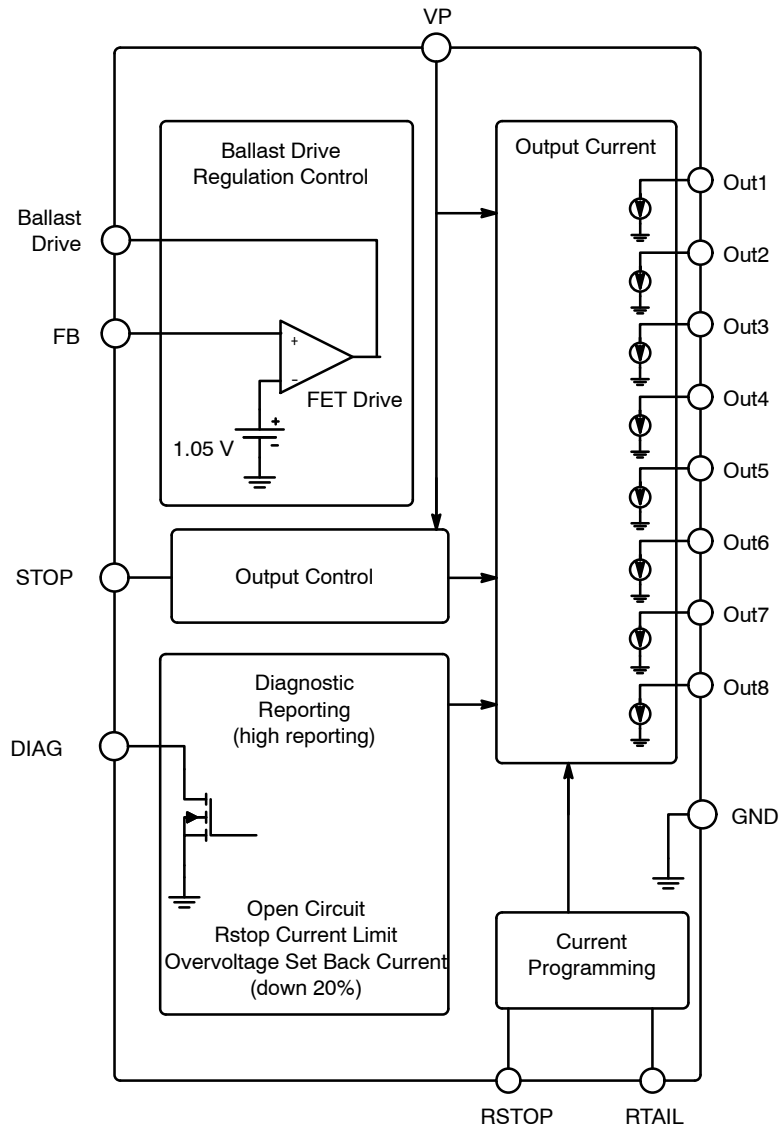 VP
Ballast Drive
Regulation Control
Output Current
Out1
Ballast
Drive
Out2
FB
+
Out3
−
FET Drive
Out4
+
1.05 V
−
Out5
Out6
STOP
Output Control
Out7
Diagnostic
Reporting
(high reporting)
Out8
DIAG
GND
Open Circuit
Rstop Current Limit
Overvoltage Set Back Current
(down 20%)
Current
Programming
RSTOP
RTAIL